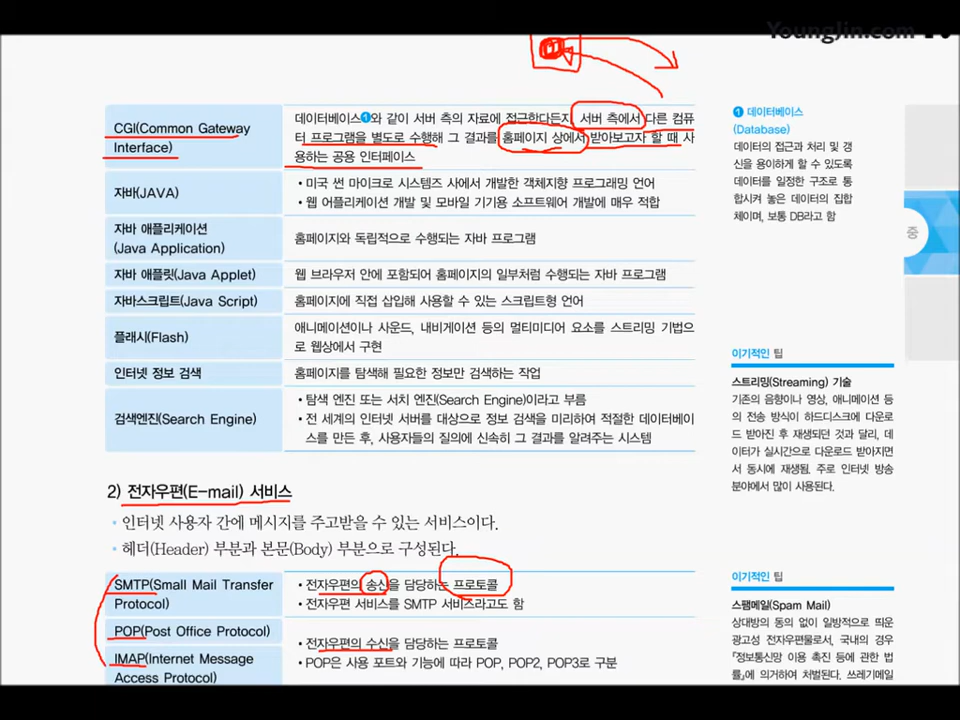 YoungJin.com
CGI(Common Gateway
Interface)
데이터베이스❶와 같이 서버 측의 자료에 접근한다든지, 서버 측에서 다른 컴퓨
터 프로그램을 별도로 수행해 그 결과를 홈페이지 상에서 받아보고자 할 때 사
용하는 공용 인터페이스
자바(JAVA)
• 미국 썬 마이크로 시스템즈 사에서 개발한 객체지향 프로그래밍 언어
• 웹 어플리케이션 개발 및 모바일 기기용 소프트웨어 개발에 매우 적합
자바 애플리케이션
(Java Application)
홈페이지와 독립적으로 수행되는 자바 프로그램
자바 애플릿(Java Applet)
웹 브라우저 안에 포함되어 홈페이지의 일부처럼 수행되는 자바 프로그램
자바스크립트(Java Script)
홈페이지에 직접 삽입해 사용할 수 있는 스크립트형 언어
플래시(Flash)
애니메이션이나 사운드, 내비게이션 등의 멀티미디어 요소를 스트리밍 기법으
로 웹상에서 구현
인터넷 정보 검색
홈페이지를 탐색해 필요한 정보만 검색하는 작업
검색엔진(Search Engine)
• 탐색 엔진 또는 서치 엔진(Search Engine)이라고 부름
• 전 세계의 인터넷 서버를 대상으로 정보 검색을 미리하여 적절한 데이터베이
스를 만든 후, 사용자들의 질의에 신속히 그 결과를 알려주는 시스템
2) 전자우편(E-mail) 서비스
• 인터넷 사용자 간에 메시지를 주고받을 수 있는 서비스이다.
• 헤더(Header) 부분과 본문(Body) 부분으로 구성된다.
SMTP(Small Mail Transfer
Protocol)
• 전자우편의 송신을 담당하는 프로토콜
• 전자우편 서비스를 SMTP 서비스라고도 함
POP(Post Office Protocol)
IMAP(Internet Message
Access Protocol)
• 전자우편의 수신을 담당하는 프로토콜
• POP은 사용 포트와 기능에 따라 POP, POP2, POP3로 구분
❶ 데이터베이스
(Database)
데이터의 접근과 처리 및 갱
신을 용이하게 할 수 있도록
데이터를 일정한 구조로 통
합시켜 놓은 데이터의 집합
체이며, 보통 DB라고 함
중
이기적인 팁
스트리밍(Streaming) 기술
기존의 음향이나 영상, 애니메이션 등
의 전송 방식이 하드디스크에 다운로
드 받아진 후 재생되던 것과 달리, 데
이터가 실시간으로 다운로드 받아지면
서 동시에 재생됨. 주로 인터넷 방송
분야에서 많이 사용된다.
이기적인 팁
스팸메일(Spam Mail)
상대방의 동의 없이 일방적으로 띄운
광고성 전자우편물로서, 국내의 경우
『정보통신망 이용 촉진 등에 관한 법
률』에 의거하여 처벌된다. 쓰레기메일